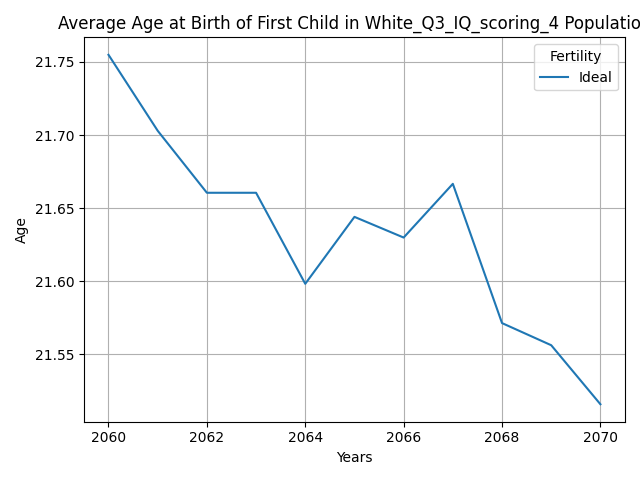 Average Age at Birth of First Child in White_Q3_IQ_scoring_4 Populatio
Fertility
Ideal
21.75
21.70
21.65
21.60
21.55
Age
2060 2062 2064 2066 2068 2070
Years